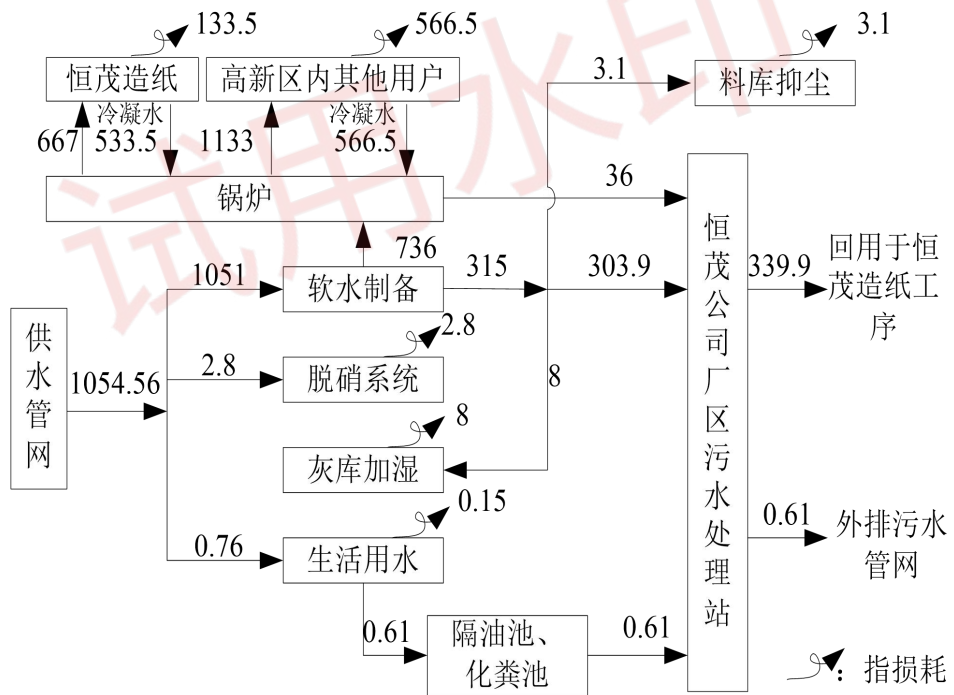 133.5
566.5
3.1
恒茂造纸
高新区内其他用户
3.1
料库抑尘
冷凝水
冷凝水
667
533.5
1133
566.5
锅炉
36
736
1051
软水制备
315
303.9
339.9
回用于恒
茂造纸工
序
供水管网
1054.56
2.8
2.8
脱硝系统
8
8
灰库加湿
0.15
0.76
生活用水
恒茂公司厂区污水处理站
0.61
外排污水
管网
0.61
隔油池、
化粪池
0.61
：指损耗
试用水印